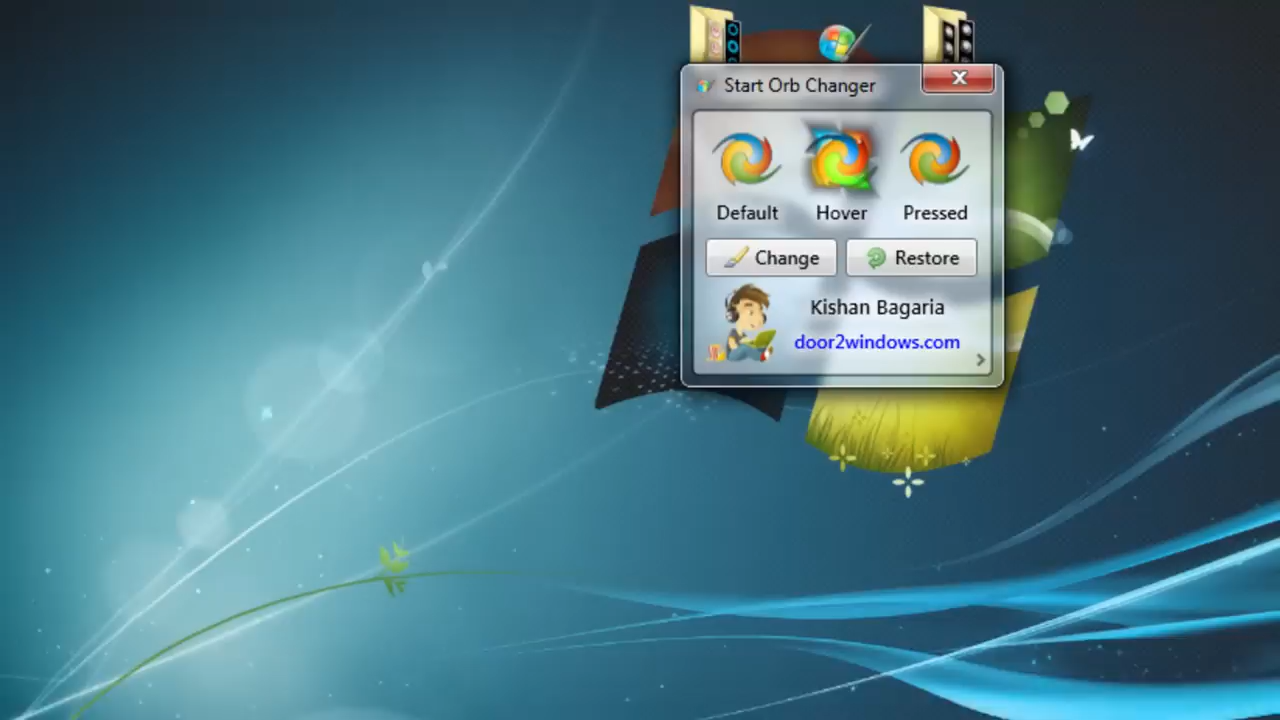 Start Orb Changer
Default Hover Pressed
Change Restore
Kishan Bagaria
door2windows.com